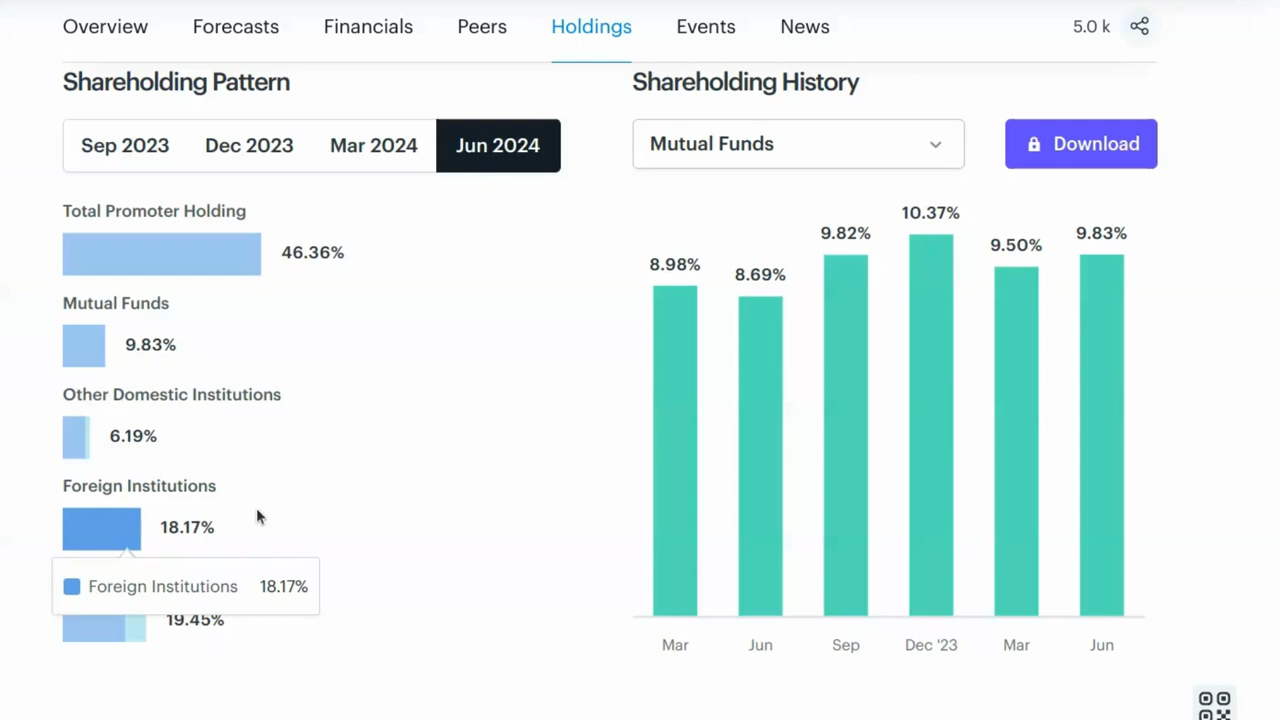 Overview Forecasts Financials Peers Holdings Events News 5.0 k
Shareholding Pattern
Sep 2023 Dec 2023 Mar 2024 Jun 2024
Total Promoter Holding
46.36%
Mutual Funds
9.83%
Other Domestic Institutions
6.19%
Foreign Institutions
18.17%
Foreign Institutions 18.17%
19.45%
Shareholding History
Mutual Funds Download
8.98% 8.69% 9.82% 10.37% 9.50% 9.83%
Mar Jun Sep Dec '23 Mar Jun